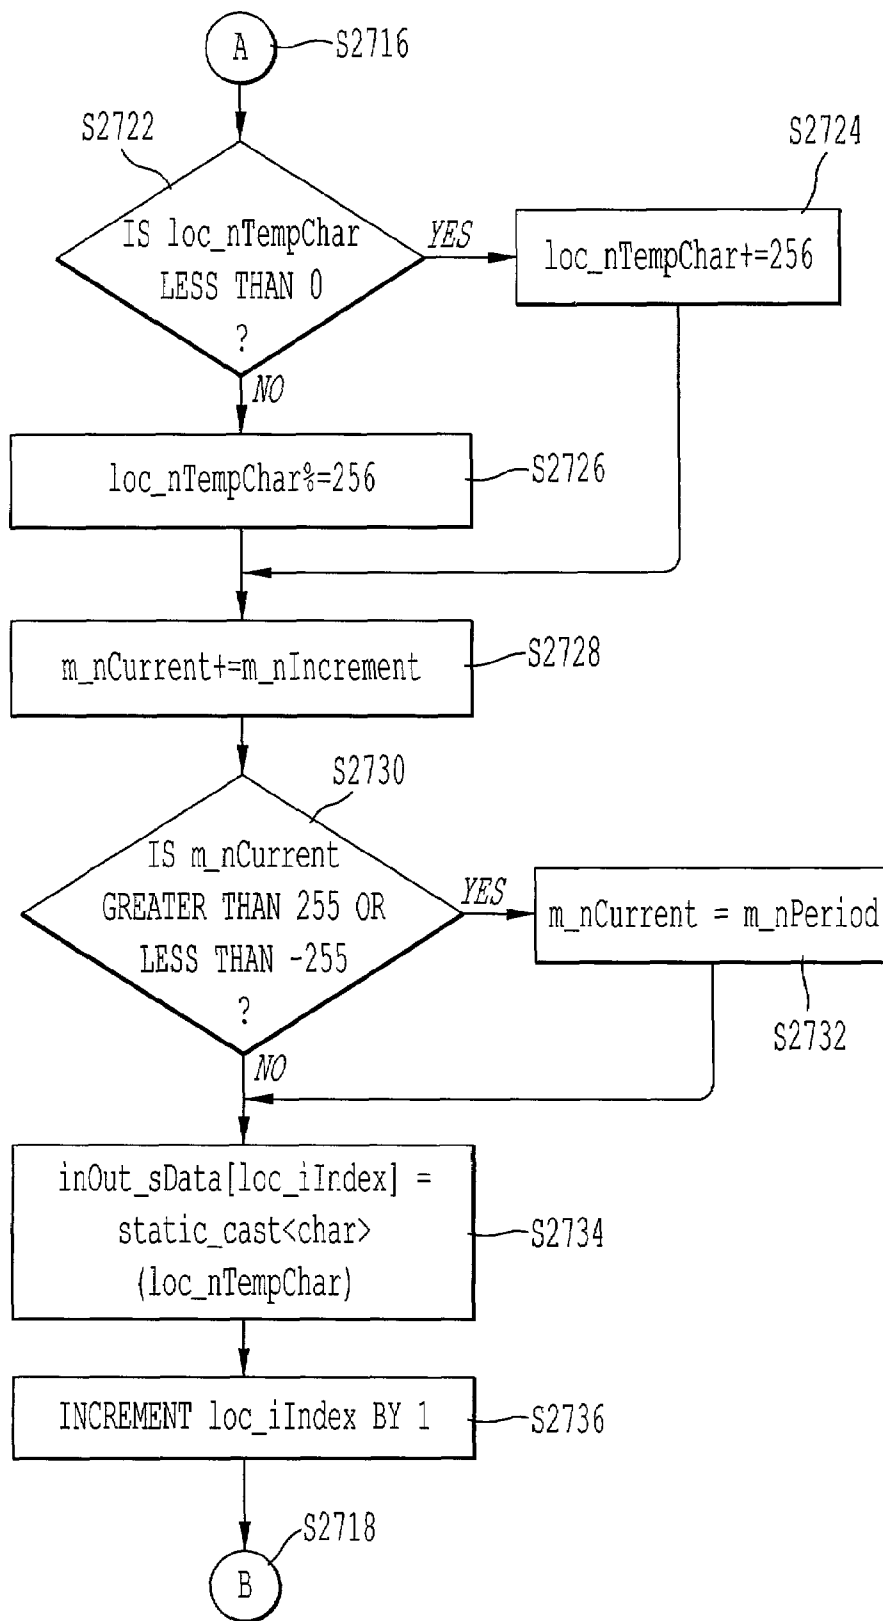 A
S2716
S2722
IS loc_nTempChar
LESS THAN 0
?
YES
S2724
loc_nTempChar+=256
NO
loc_nTempChar%=256
S2726
m_nCurrent+=m_nIncrement
S2728
S2730
IS m_nCurrent
GREATER THAN 255 OR
LESS THAN -255
?
YES
m_nCurrent = m_nPeriod
S2732
NO
inOut_sData[loc_iIndex] =
static_cast<char>
(loc_nTempChar)
S2734
INCREMENT loc_iIndex BY 1
S2736
S2718
B